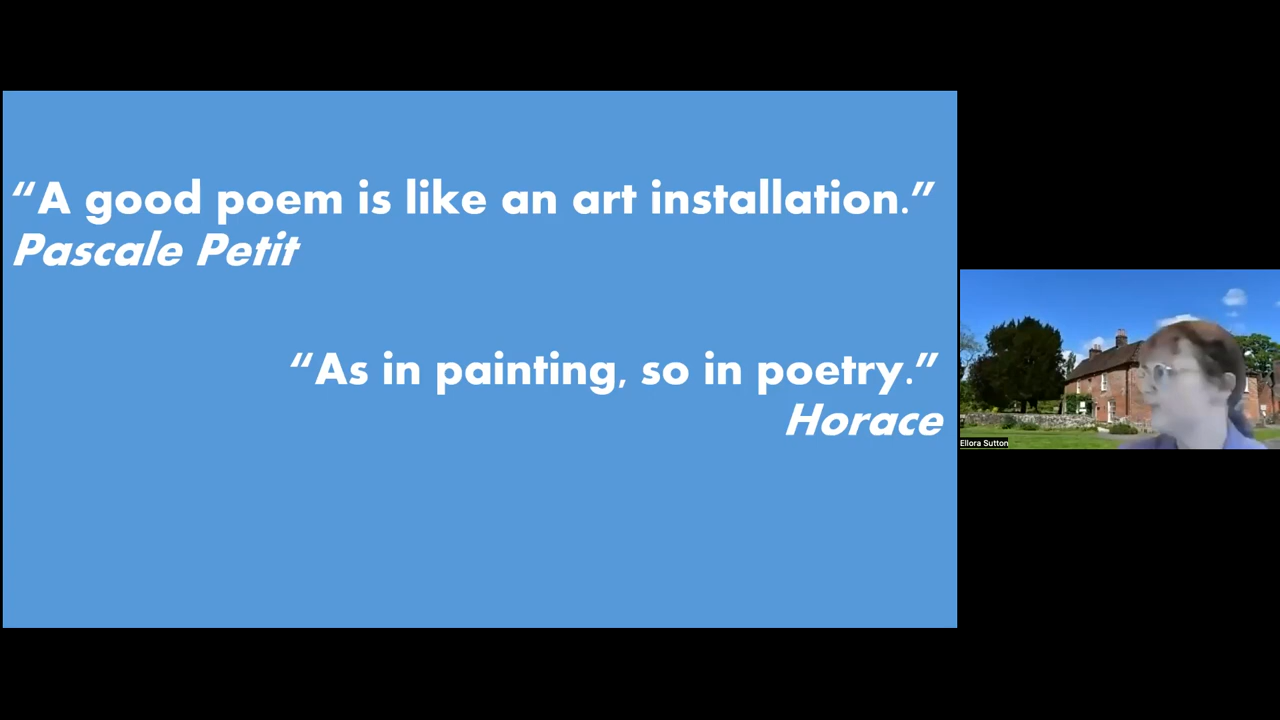 “A good poem is like an art installation.”
Pascale Petit
“As in painting, so in poetry.”
Horace
Ellora Sutton